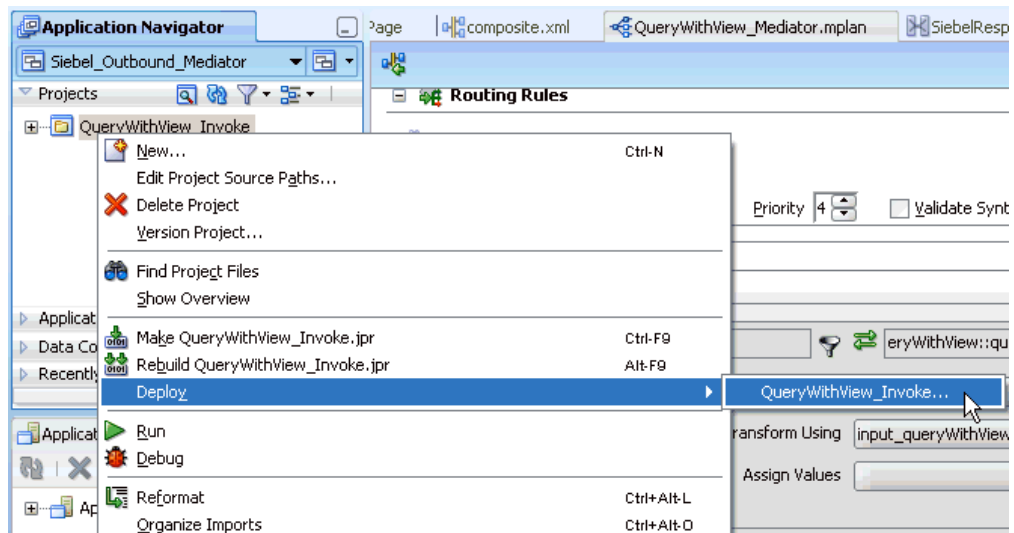 Application Navigator
Page
composite.xml
QueryWithView_Mediator.mplan
SiebelResp
Siebel_Outbound_Mediator
Projects
Routing Rules
QueryWithView_Invoke
New... Ctrl-N
Edit Project Source Paths...
Delete Project
Priority 4 Validate Synt
Version Project...
Find Project Files
Show Overview
Applicat
Make QueryWithView_Invoke.jpr Ctrl-F9
eryWithView::qu
Data Co
Rebuild QueryWithView_Invoke.jpr Alt-F9
Recently
Deploy
QueryWithView_Invoke...
Applicat
Run
ransform Using input_queryWithView
Debug
Assign Values
Reformat Ctrl+Alt-L
Ap
Organize Imports Ctrl+Alt-O